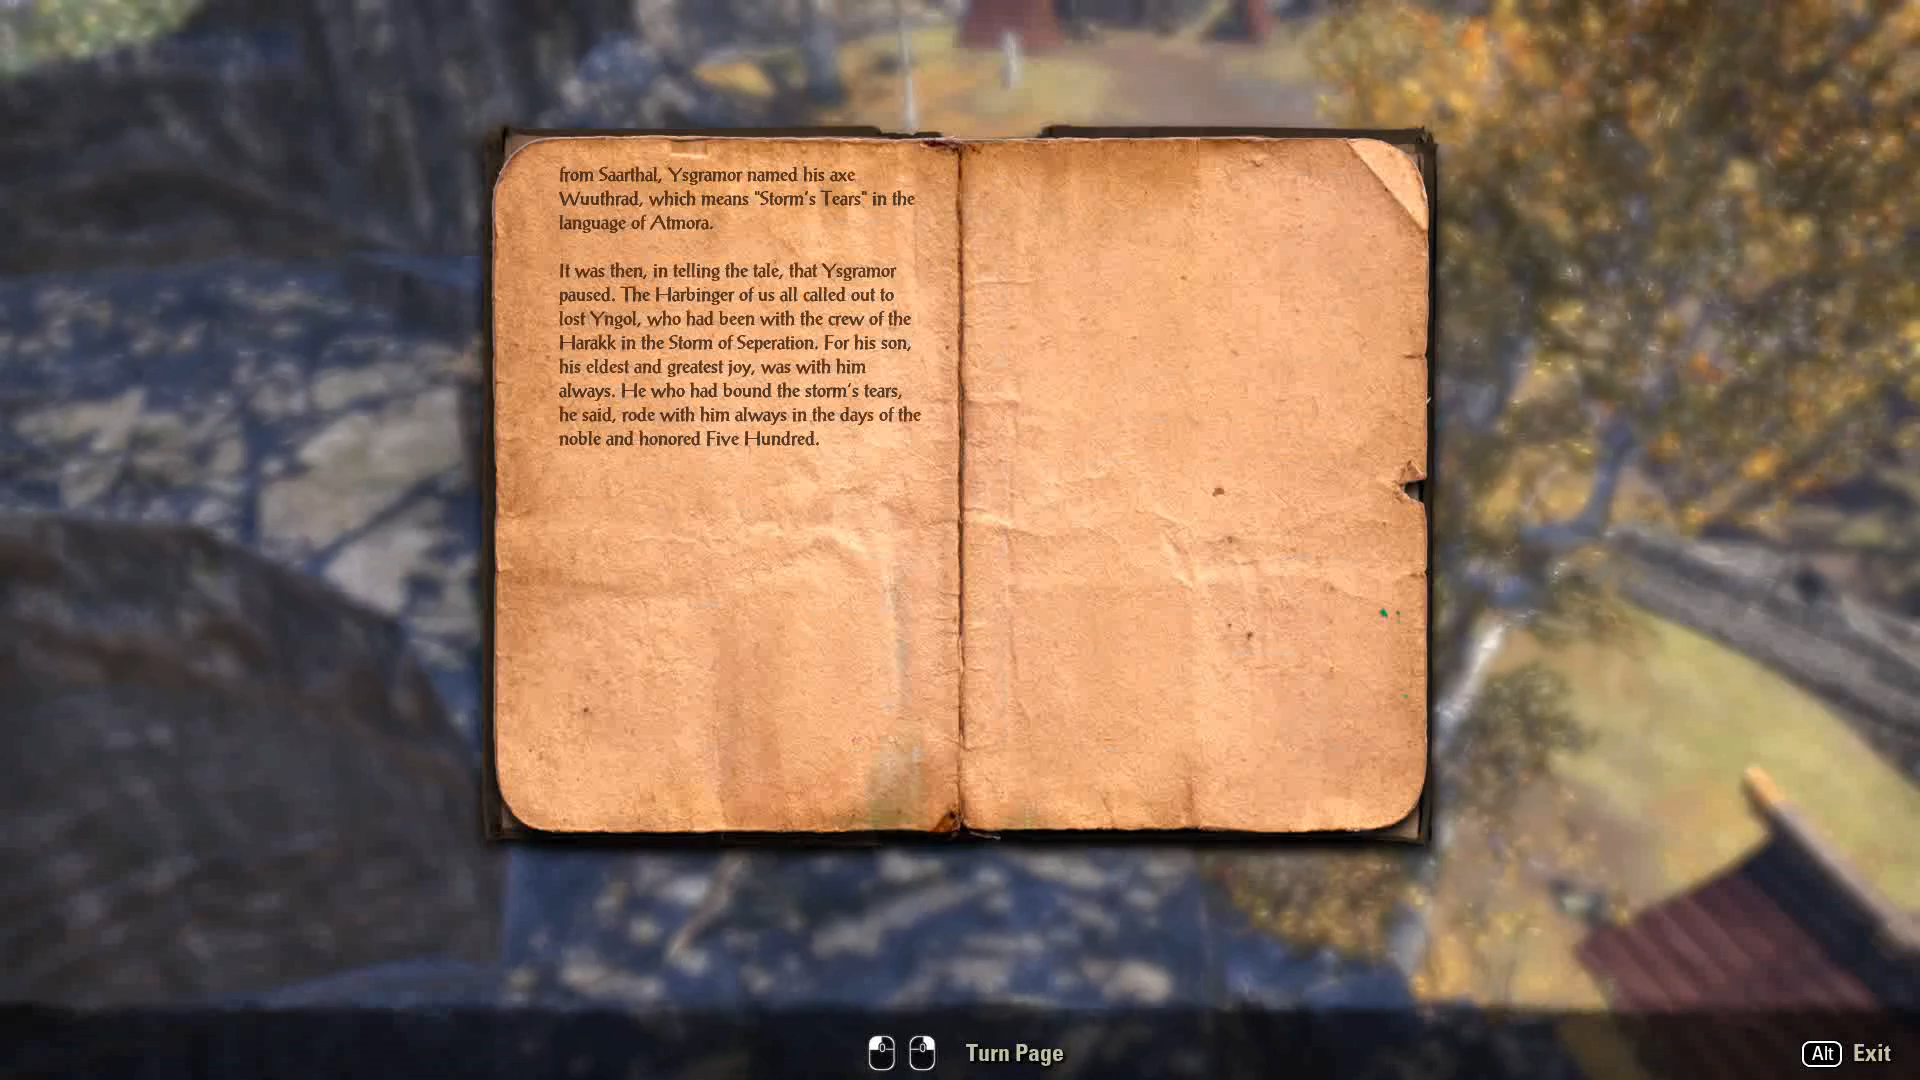 from Saarthal, Ysgramor named his axe
Wuuthrad, which means "Storm's Tears" in the
language of Atmora.
It was then, in telling the tale, that Ysgramor
paused. The Harbinger of us all called out to
lost Yngol, who had been with the crew of the
Harakk in the Storm of Seperation. For his son,
his eldest and greatest joy, was with him
always. He who had bound the storm's tears,
he said, rode with him always in the days of the
noble and honored Five Hundred.
Turn Page
Alt Exit